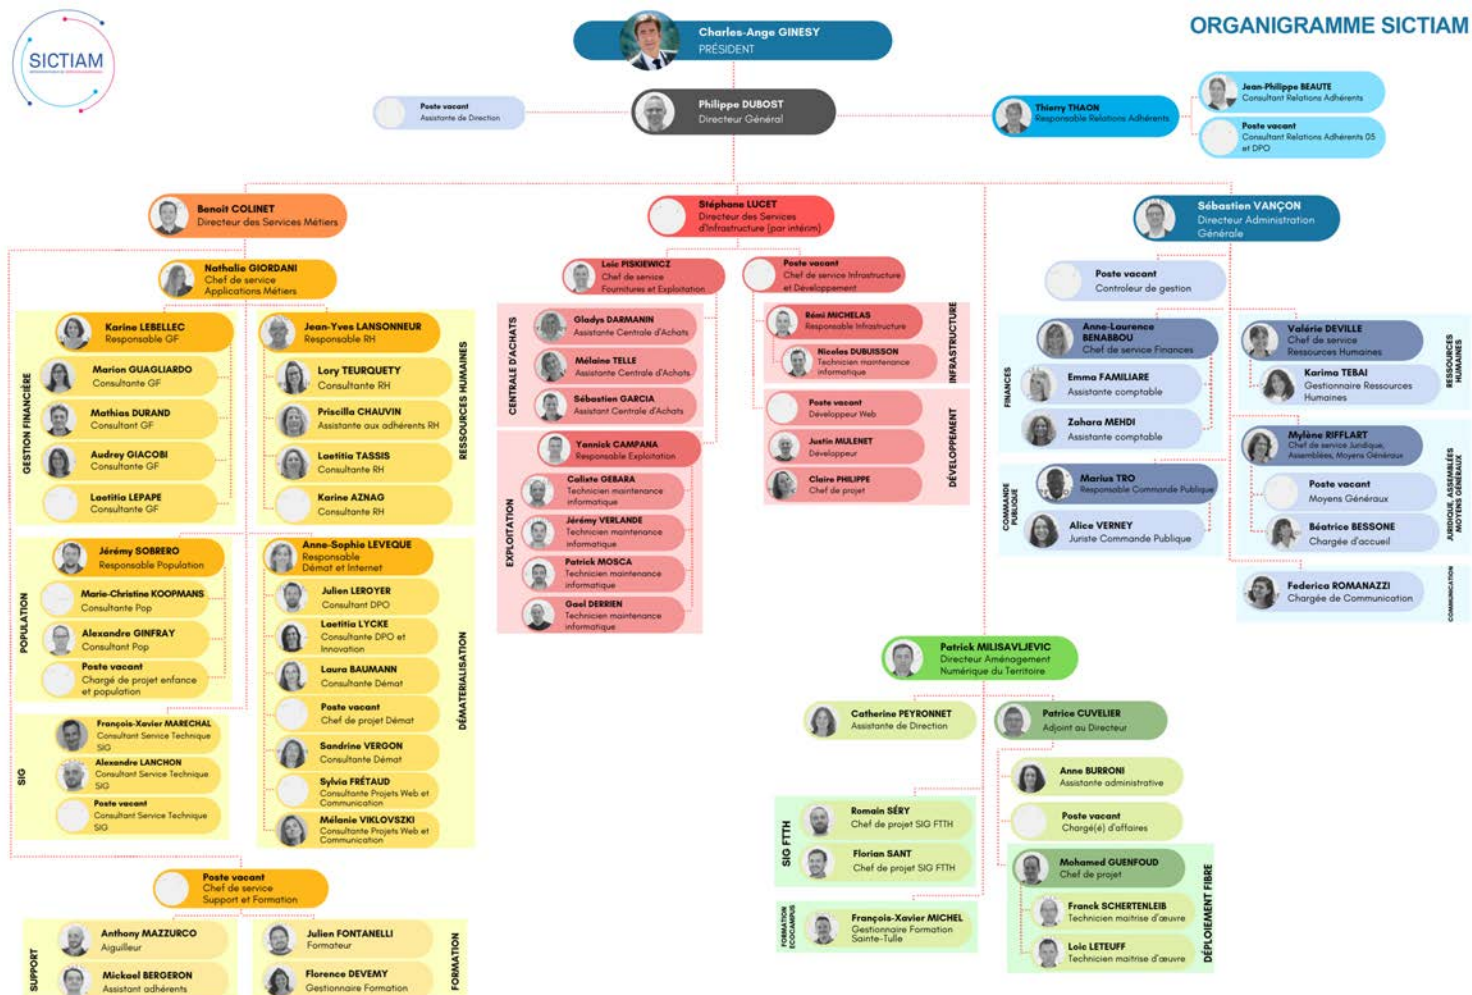 ORGANIGRAMME SICTIAM
SICTIAM
Charles-Ange GINESY
PRÉSIDENT
Poste vacant
Assistante de Direction
Philippe DUBOST
Directeur Général
Thierry THAON
Responsable Relations Adhérents
Jean-Philippe BEAUTE
Consultant Relations Adhérents
Poste vacant
Consultant Relations Adhérents 05
et DPO
Benoit COLINET
Directeur des Services Métiers
Nathalie GIORDANI
Chef de service
Applications Métiers
GESTION FINANCIÈRE
Karine LEBELLEC
Responsable GF
Marion GUAGLIARDO
Consultante GF
Mathias DURAND
Consultant GF
Audrey GIACOBI
Consultante GF
Laetitia LEPAPE
Consultante GF
RESSOURCES HUMAINES
Jean-Yves LANSONNEUR
Responsable RH
Lory TEURQUETY
Consultante RH
Priscilla CHAUVIN
Assistante aux adhérents RH
Laetitia TASSIS
Consultante RH
Karine AZNAG
Consultante RH
POPULATION
Jérémy SOBRERO
Responsable Population
Marie-Christine KOOPMANS
Consultante Pop
Alexandre GINFRAY
Consultant Pop
Poste vacant
Chargé de projet enfance
et population
SIG
François-Xavier MARECHAL
Consultant Service Technique
SIG
Alexandre LANCHON
Consultant Service Technique
SIG
Poste vacant
Consultant Service Technique
SIG
DÉMATERIALISATION
Anne-Sophie LEVEQUE
Responsable
Démat et Internet
Julien LEROYER
Consultant DPO
Laetitia LYCKE
Consultante DPO et
Innovation
Laura BAUMANN
Consultante Démat
Poste vacant
Chef de projet Démat
Sandrine VERGON
Consultante Démat
Sylvia FRÉTAUD
Consultante Projets Web et
Communication
Mélanie VIKLOVSZKI
Consultante Projets Web et
Communication
Poste vacant
Chef de service
Support et Formation
SUPPORT
Anthony MAZZURCO
Aiguilleur
Mickael BERGERON
Assistant adhérents
FORMATION
Julien FONTANELLI
Formateur
Florence DEVEMY
Gestionnaire Formation
Stéphane LUCET
Directeur des Services
d'Infrastructure (par intérim)
Loic PISKIEWICZ
Chef de service
Fournitures et Exploitation
CENTRALE D'ACHATS
Gladys DARMANIN
Assistante Centrale d'Achats
Mélaine TELLE
Assistante Centrale d'Achats
Sébastien GARCIA
Assistant Centrale d'Achats
EXPLOITATION
Yannick CAMPANA
Responsable Exploitation
Calixte GEBARA
Technicien maintenance
informatique
Jérémy VERLANDE
Technicien maintenance
informatique
Patrick MOSCA
Technicien maintenance
informatique
Gael DERRIEN
Technicien maintenance
informatique
Poste vacant
Chef de service Infrastructure
et Développement
INFRASTRUCTURE
Rémi MICHELAS
Responsable Infrastructure
Nicolas DUBUISSON
Technicien maintenance
informatique
DÉVELOPPEMENT
Poste vacant
Développeur Web
Justin MULENET
Développeur
Claire PHILIPPE
Chef de projet
Patrick MILISAVLJEVIC
Directeur Aménagement
Numérique du Territoire
Catherine PEYRONNET
Assistante de Direction
Patrice CUVELIER
Adjoint au Directeur
Anne BURRONI
Assistante administrative
Poste vacant
Chargé(é) d'affaires
SIG FTTH
Romain SÉRY
Chef de projet SIG FTTH
Florian SANT
Chef de projet SIG FTTH
FORMATION
ECOCAMPUS
François-Xavier MICHEL
Gestionnaire Formation
Sainte-Tulle
DÉPLOIEMENT FIBRE
Mohamed GUENFOUD
Chef de projet
Franck SCHERTENLEIB
Technicien maitrise d'œuvre
Loic LETEUFF
Technicien maitrise d'œuvre
Sébastien VANÇON
Directeur Administration
Générale
Poste vacant
Controleur de gestion
FINANCES
Anne-Laurence
BENABBOU
Chef de service Finances
Emma FAMILIARE
Assistante comptable
Zahara MEHDI
Assistante comptable
COMMANDE
PUBLIQUE
Marius TRO
Responsable Commande Publique
Alice VERNEY
Juriste Commande Publique
RESSOURCES
HUMAINES
Valérie DEVILLE
Chef de service
Ressources Humaines
Karima TEBAI
Gestionnaire Ressources
Humaines
JURIDIQUE, ASSEMBLÉES
MOYENS GÉNÉRAUX
Mylène RIFFLART
Chef de service Juridique,
Assemblées, Moyens Généraux
Poste vacant
Moyens Généraux
Béatrice BESSONE
Chargée d'accueil
COMMUNICATION
Federica ROMANAZZI
Chargée de Communication